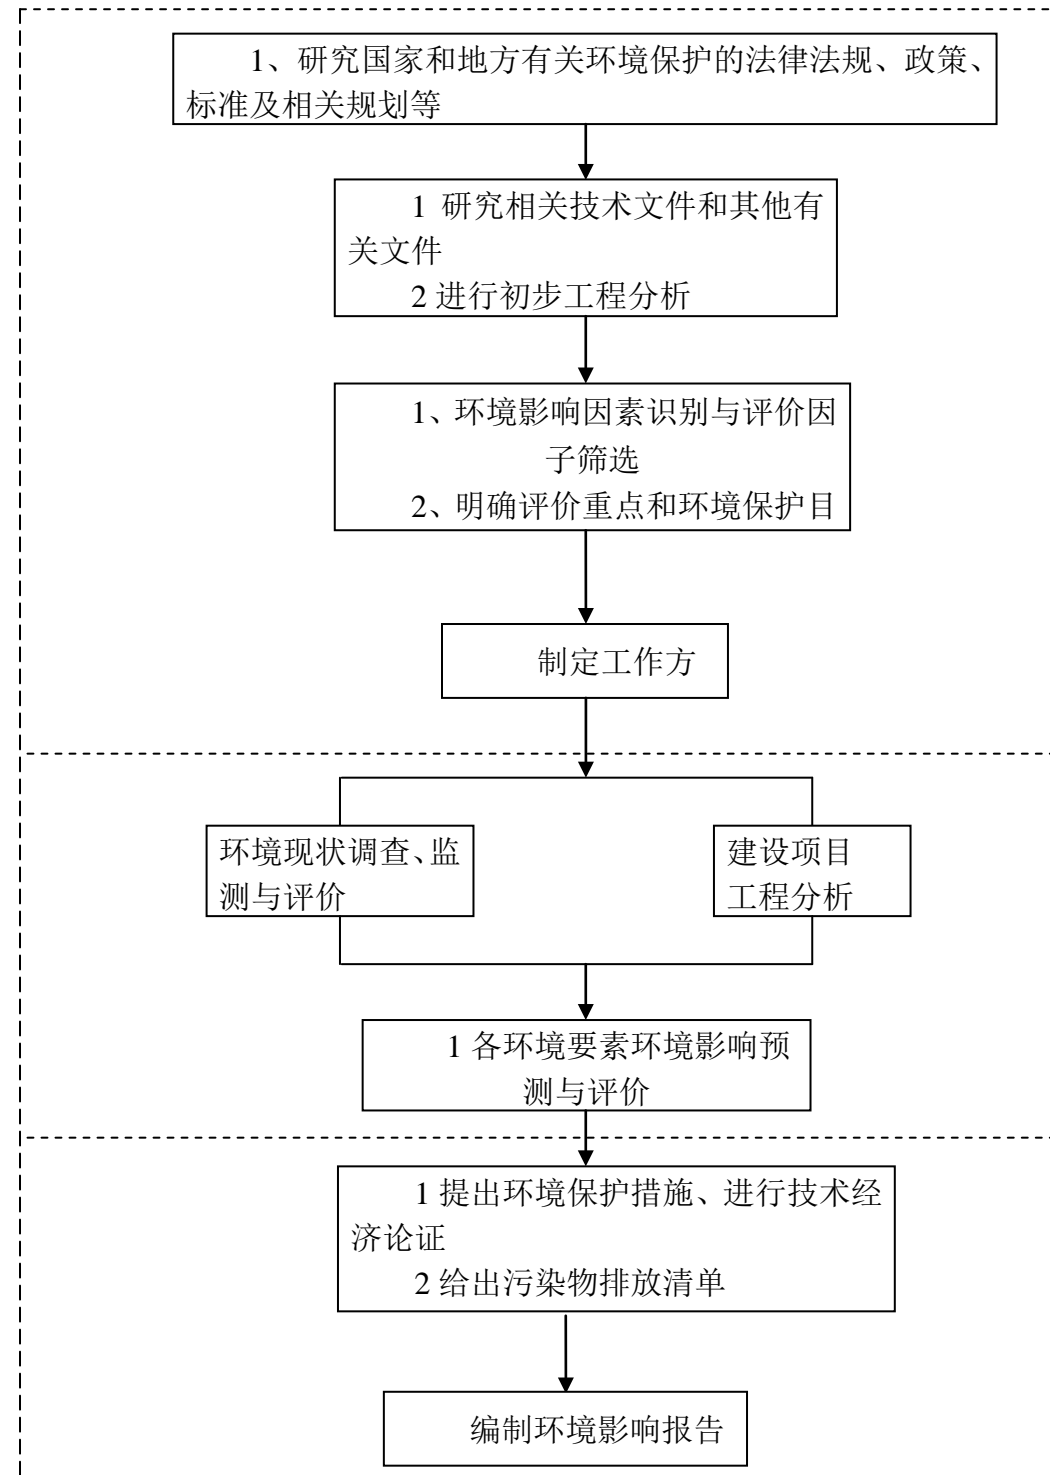 1、研究国家和地方有关环境保护的法律法规、政策、
标准及相关规划等
1 研究相关技术文件和其他有
关文件
2 进行初步工程分析
1、环境影响因素识别与评价因
子筛选
2、明确评价重点和环境保护目
制定工作方
环境现状调查、监
测与评价
建设项目
工程分析
1 各环境要素环境影响预
测与评价
1 提出环境保护措施、进行技术经
济论证
2 给出污染物排放清单
编制环境影响报告